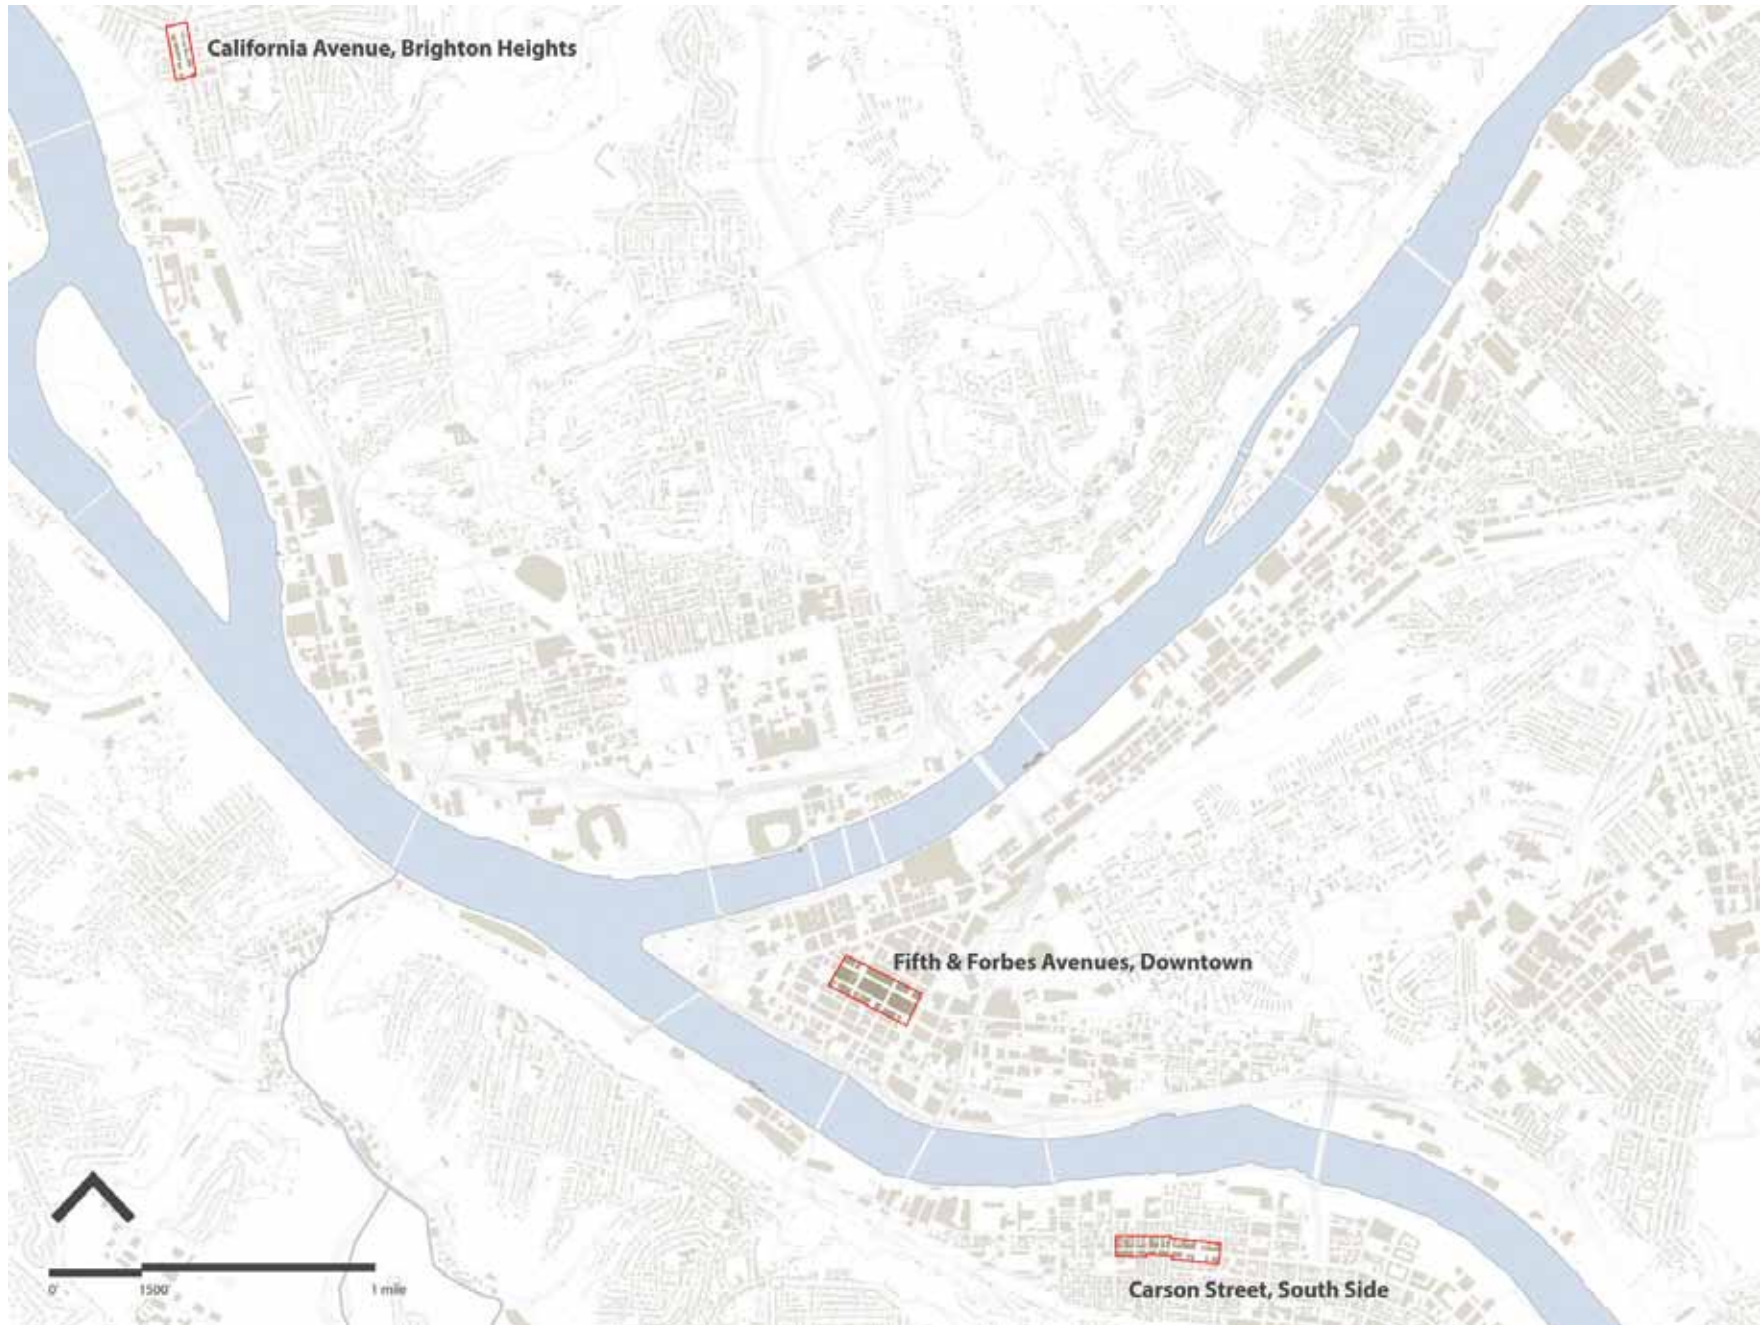 California Avenue, Brighton Heights
Fifth & Forbes Avenues, Downtown
Carson Street, South Side
0' 1500' 1 mile